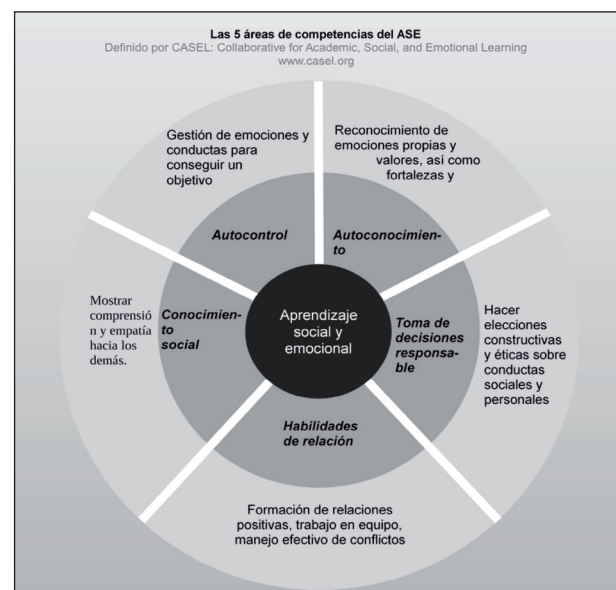 Las 5 áreas de competencias del ASE
Definido por CASEL: Collaborative for Academic, Social, and Emotional Learning
www.casel.org
Gestión de emociones y
conductas para
conseguir un
objetivo
Reconocimiento de
emociones propias y
valores, así como
fortalezas y
Autocontrol
Autoconocimien-
to
Mostrar
comprensió
n y empatía
hacia los
demás.
Conocimie-
nto
social
Aprendizaje
social y
emocional
Toma de
decisiones
responsa-
ble
Hacer
elecciones
constructivas
y éticas sobre
conductas
sociales y
personales
Habilidades
de relación
Formación de relaciones
positivas, trabajo en equipo,
manejo efectivo de conflictos